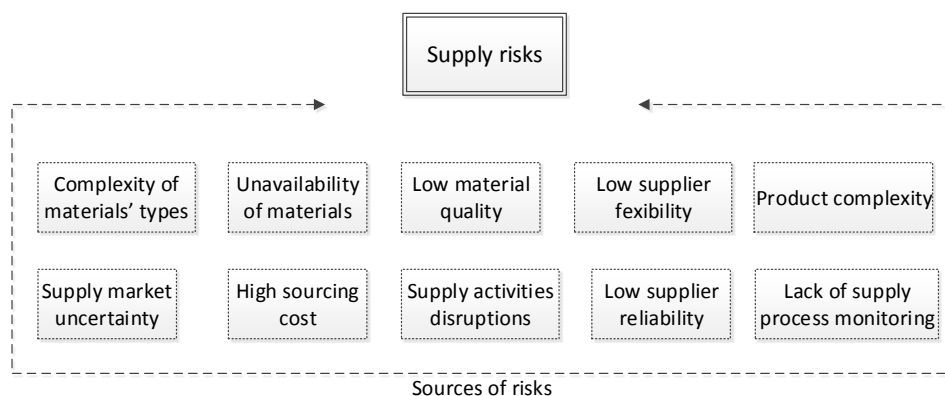 Supply risks
Complexity of
materials’ types
Unavailability
of materials
Low material
quality
Low supplier
fexibility
Product complexity
Supply market
uncertainty
High sourcing
cost
Supply activities
disruptions
Low supplier
reliability
Lack of supply
process monitoring
Sources of risks